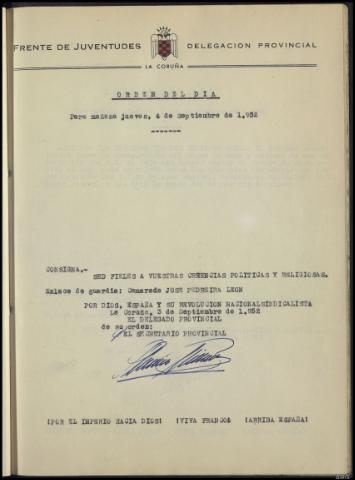 FRENTE DE JUVENTUDES DELEGACION PROVINCIAL
LA CORUÑA
ORDEN DEL DIA
Para mañana jueves, 4 de Septiembre de 1,952
CONSIGNA,-
SED FIELES A VUESTRAS CREENCIAS POLITICAS Y RELIGIOSAS.
Enlace de guardia: Camarada JOSE PEDREIRA LEON
POR DIOS, ESPAÑA Y SU REVOLUCION NACIONALSINDICALISTA
La Coruña, 3 de Septiembre de 1,952
EL DELEGADO PROVINCIAL
de su orden:
EL SECRETARIO PROVINCIAL
¡POR EL IMPERIO HACIA DIOS! ¡VIVA FRANCO! ¡ARRIBA ESPAÑA!